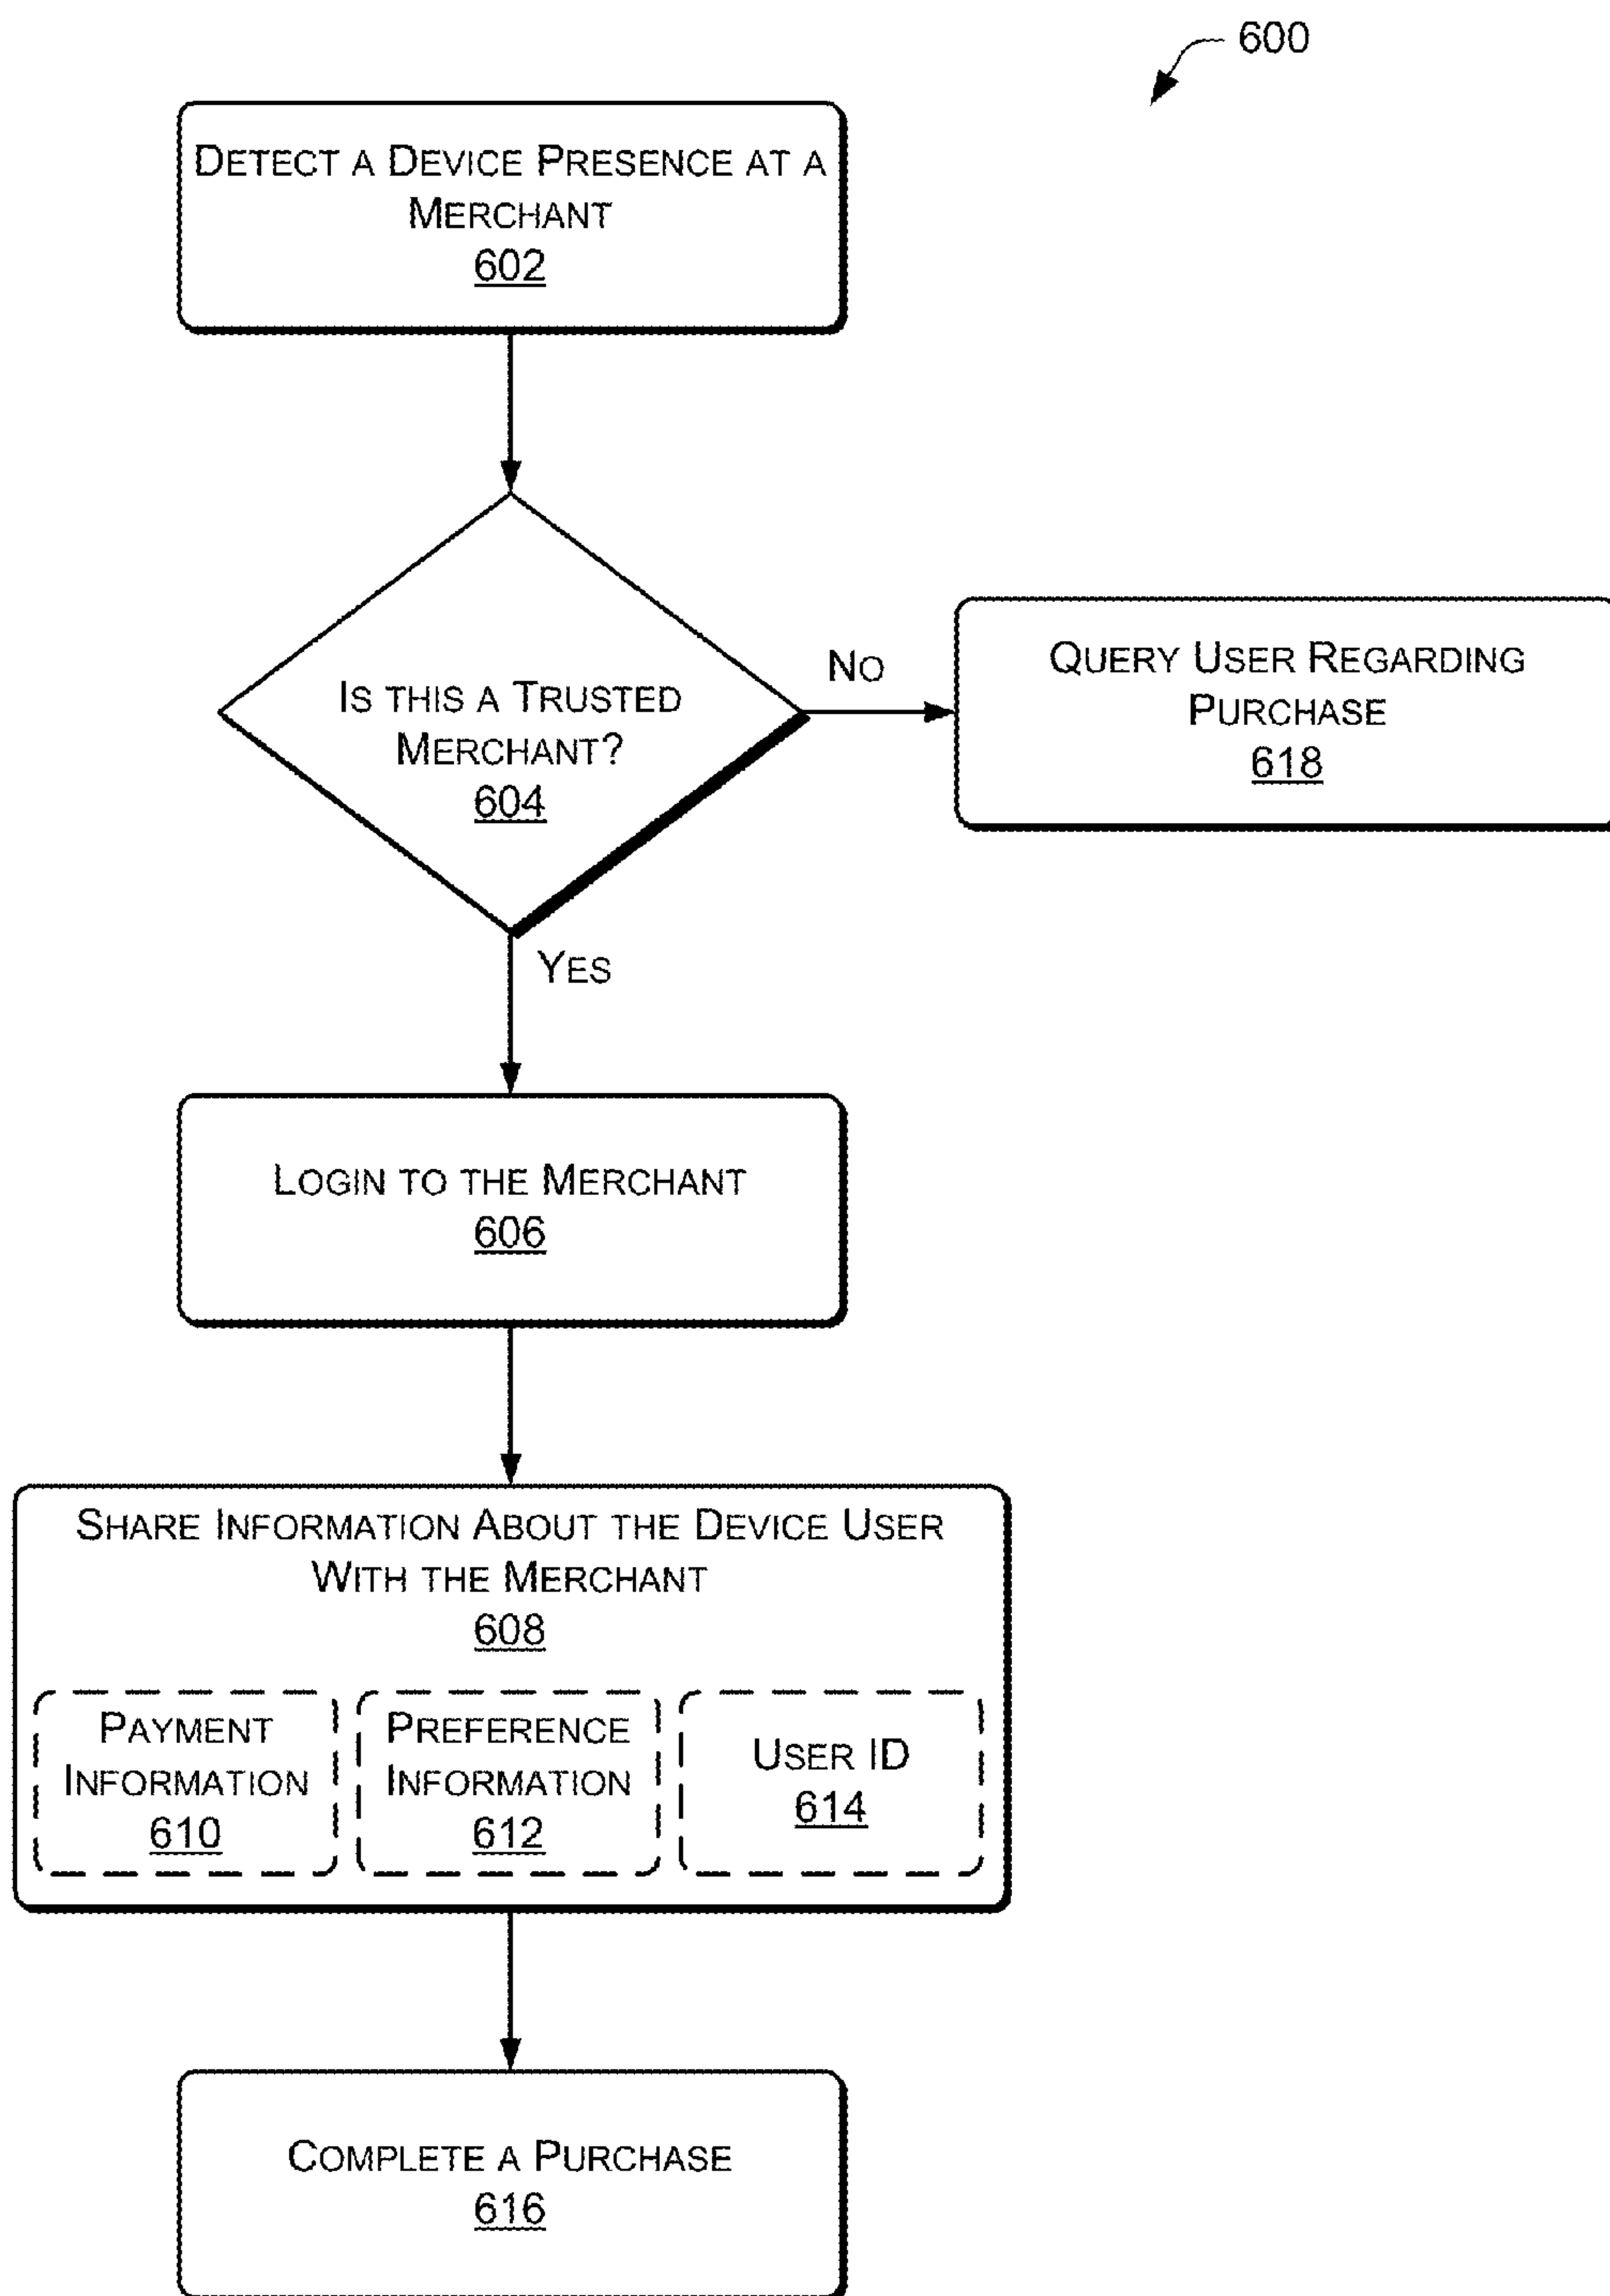 600
DETECT A DEVICE PRESENCE AT A
MERCHANT
602
IS THIS A TRUSTED
MERCHANT?
604
NO
QUERY USER REGARDING
PURCHASE
618
YES
LOGIN TO THE MERCHANT
606
SHARE INFORMATION ABOUT THE DEVICE USER
WITH THE MERCHANT
608
PAYMENT
INFORMATION
610
PREFERENCE
INFORMATION
612
USER ID
614
COMPLETE A PURCHASE
616